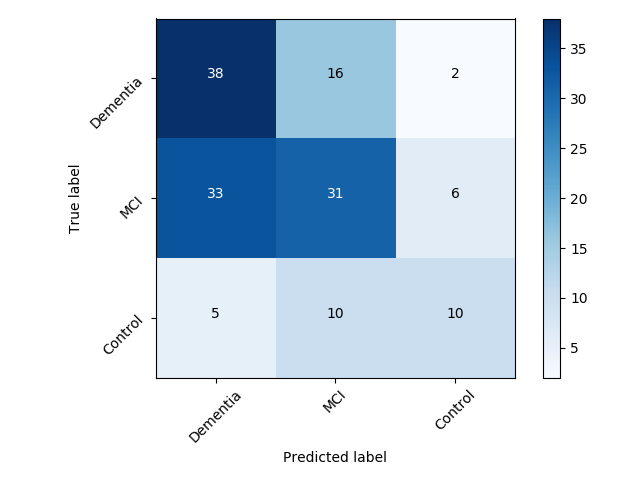 Dementia 38 16 2
MCI 33 31 6
Control 5 10 10
Dementia MCI Control
True label
Predicted label
35
30
25
20
15
10
5